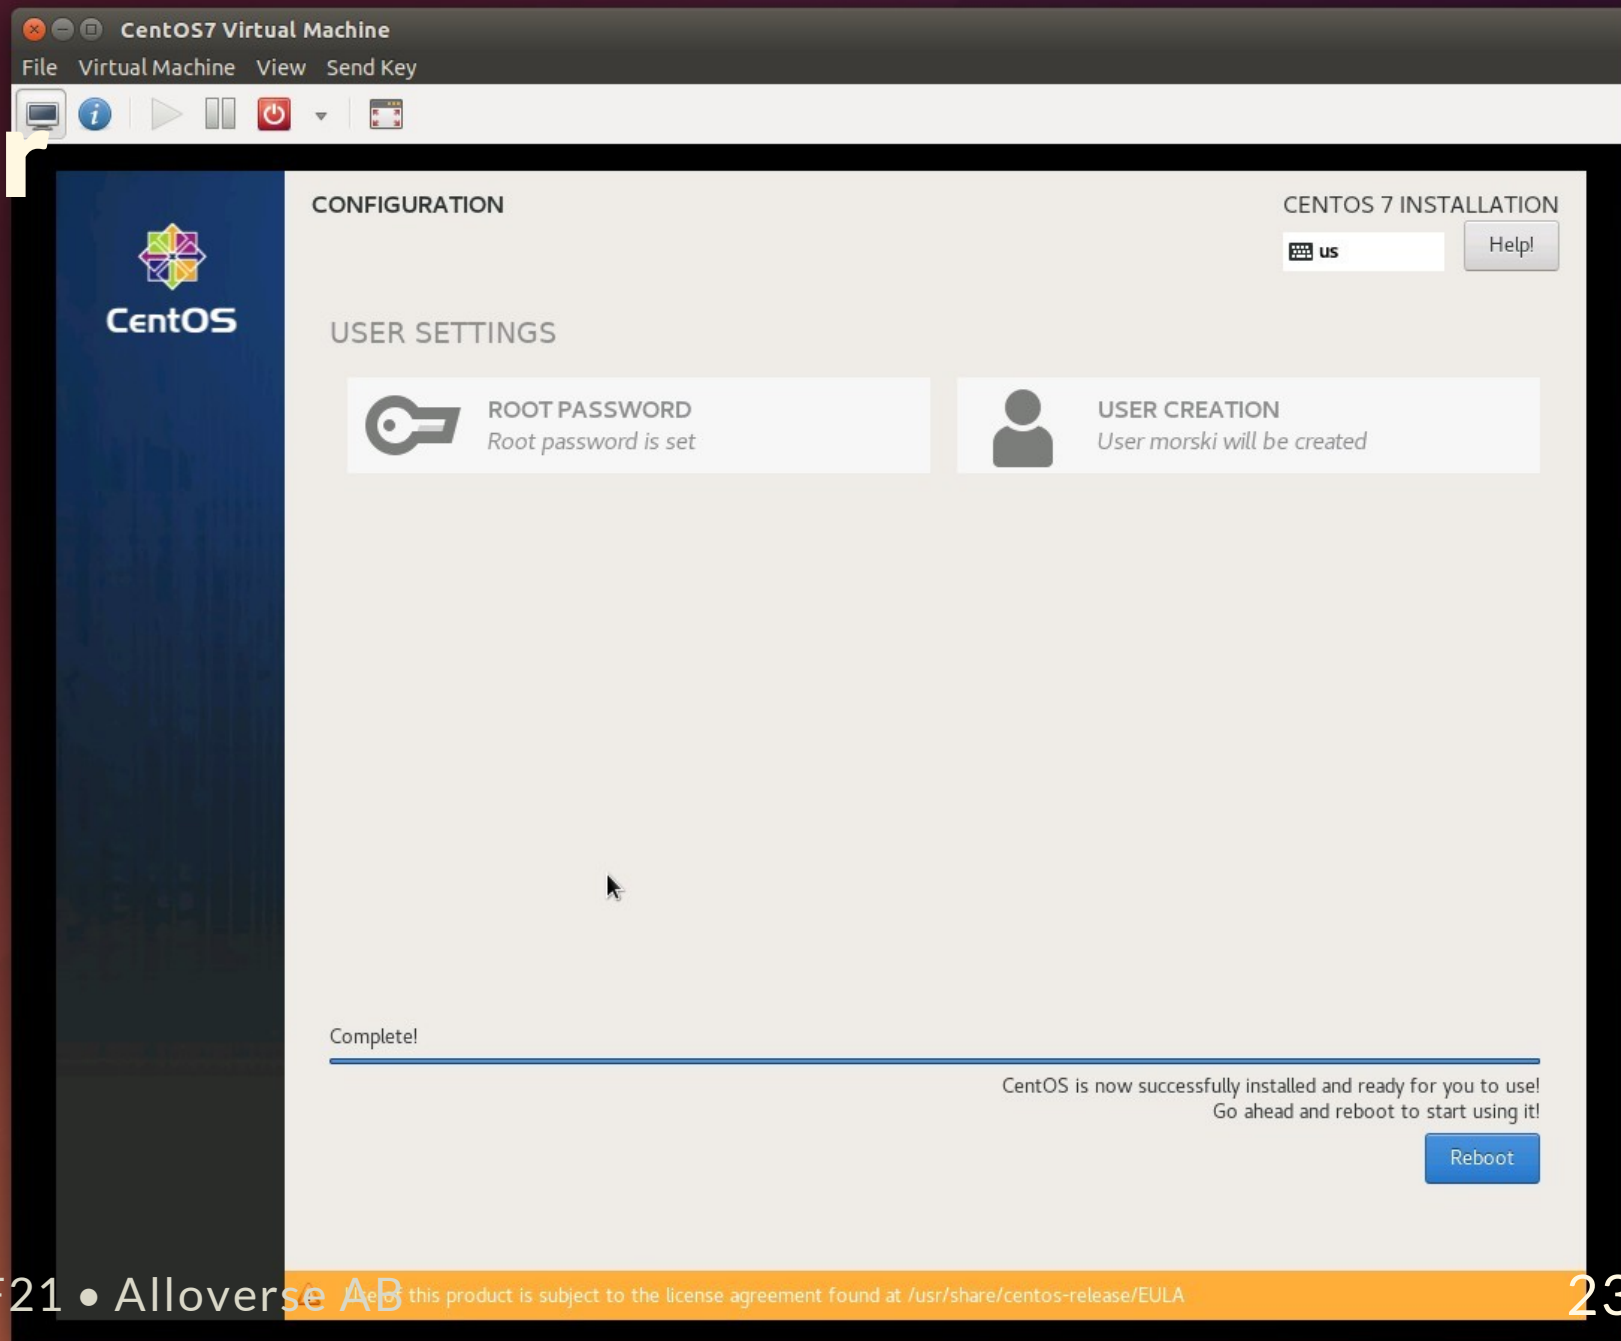 CentOS7 Virtual Machine
File Virtual Machine View Send Key
r
CONFIGURATION
CENTOS 7 INSTALLATION
us
Help!
CentOS
USER SETTINGS
ROOT PASSWORD
Root password is set
USER CREATION
User morski will be created
Complete!
CentOS is now successfully installed and ready for you to use!
Go ahead and reboot to start using it!
Reboot
21 • Alloverse AB
Use of this product is subject to the license agreement found at /usr/share/centos-release/EULA
23